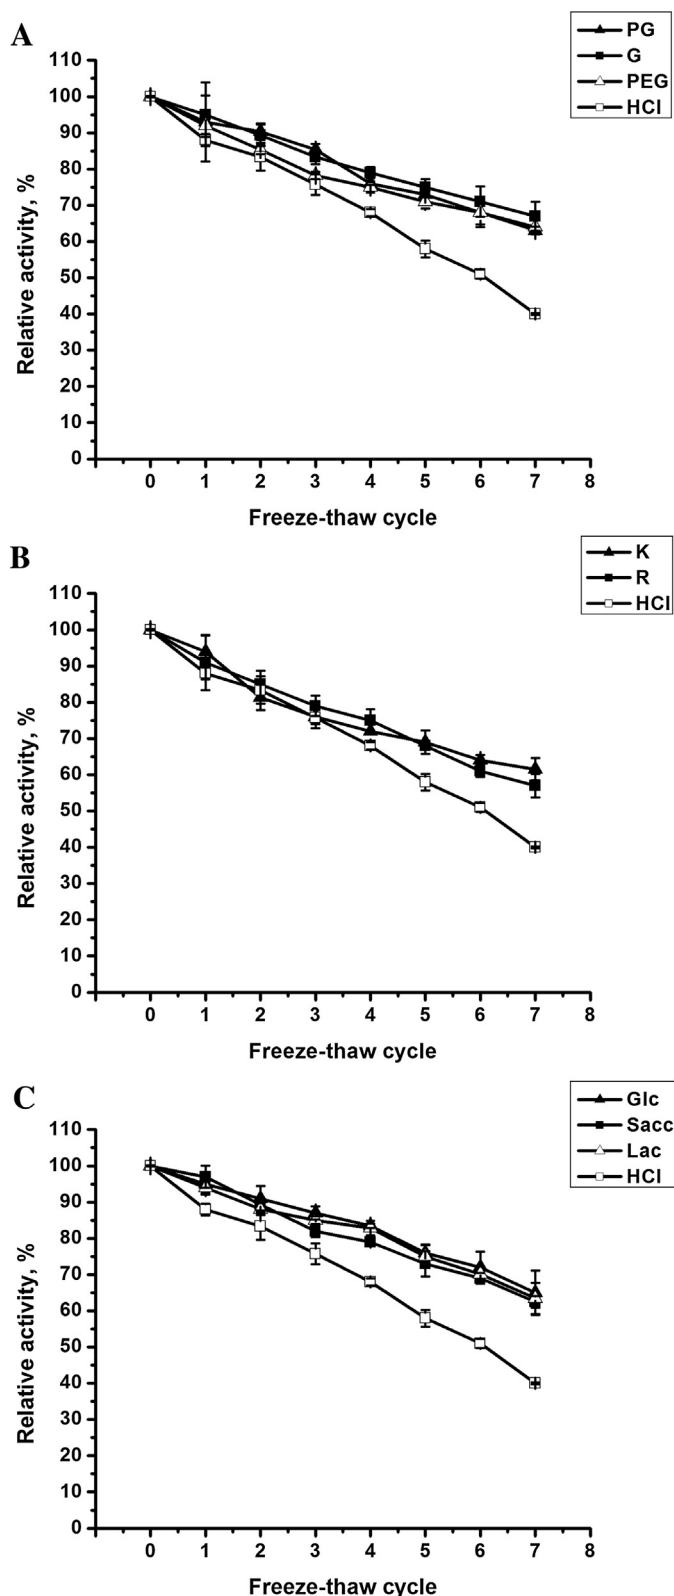 A
PG
G
PEG
HCl
110
100
90
80
70
60
50
40
30
20
10
0
Relative activity, %
0 1 2 3 4 5 6 7 8
Freeze-thaw cycle
B
K
R
HCl
110
100
90
80
70
60
50
40
30
20
10
0
Relative activity, %
0 1 2 3 4 5 6 7 8
Freeze-thaw cycle
C
Glc
Sacc
Lac
HCl
110
100
90
80
70
60
50
40
30
20
10
0
Relative activity, %
0 1 2 3 4 5 6 7 8
Freeze-thaw cycle